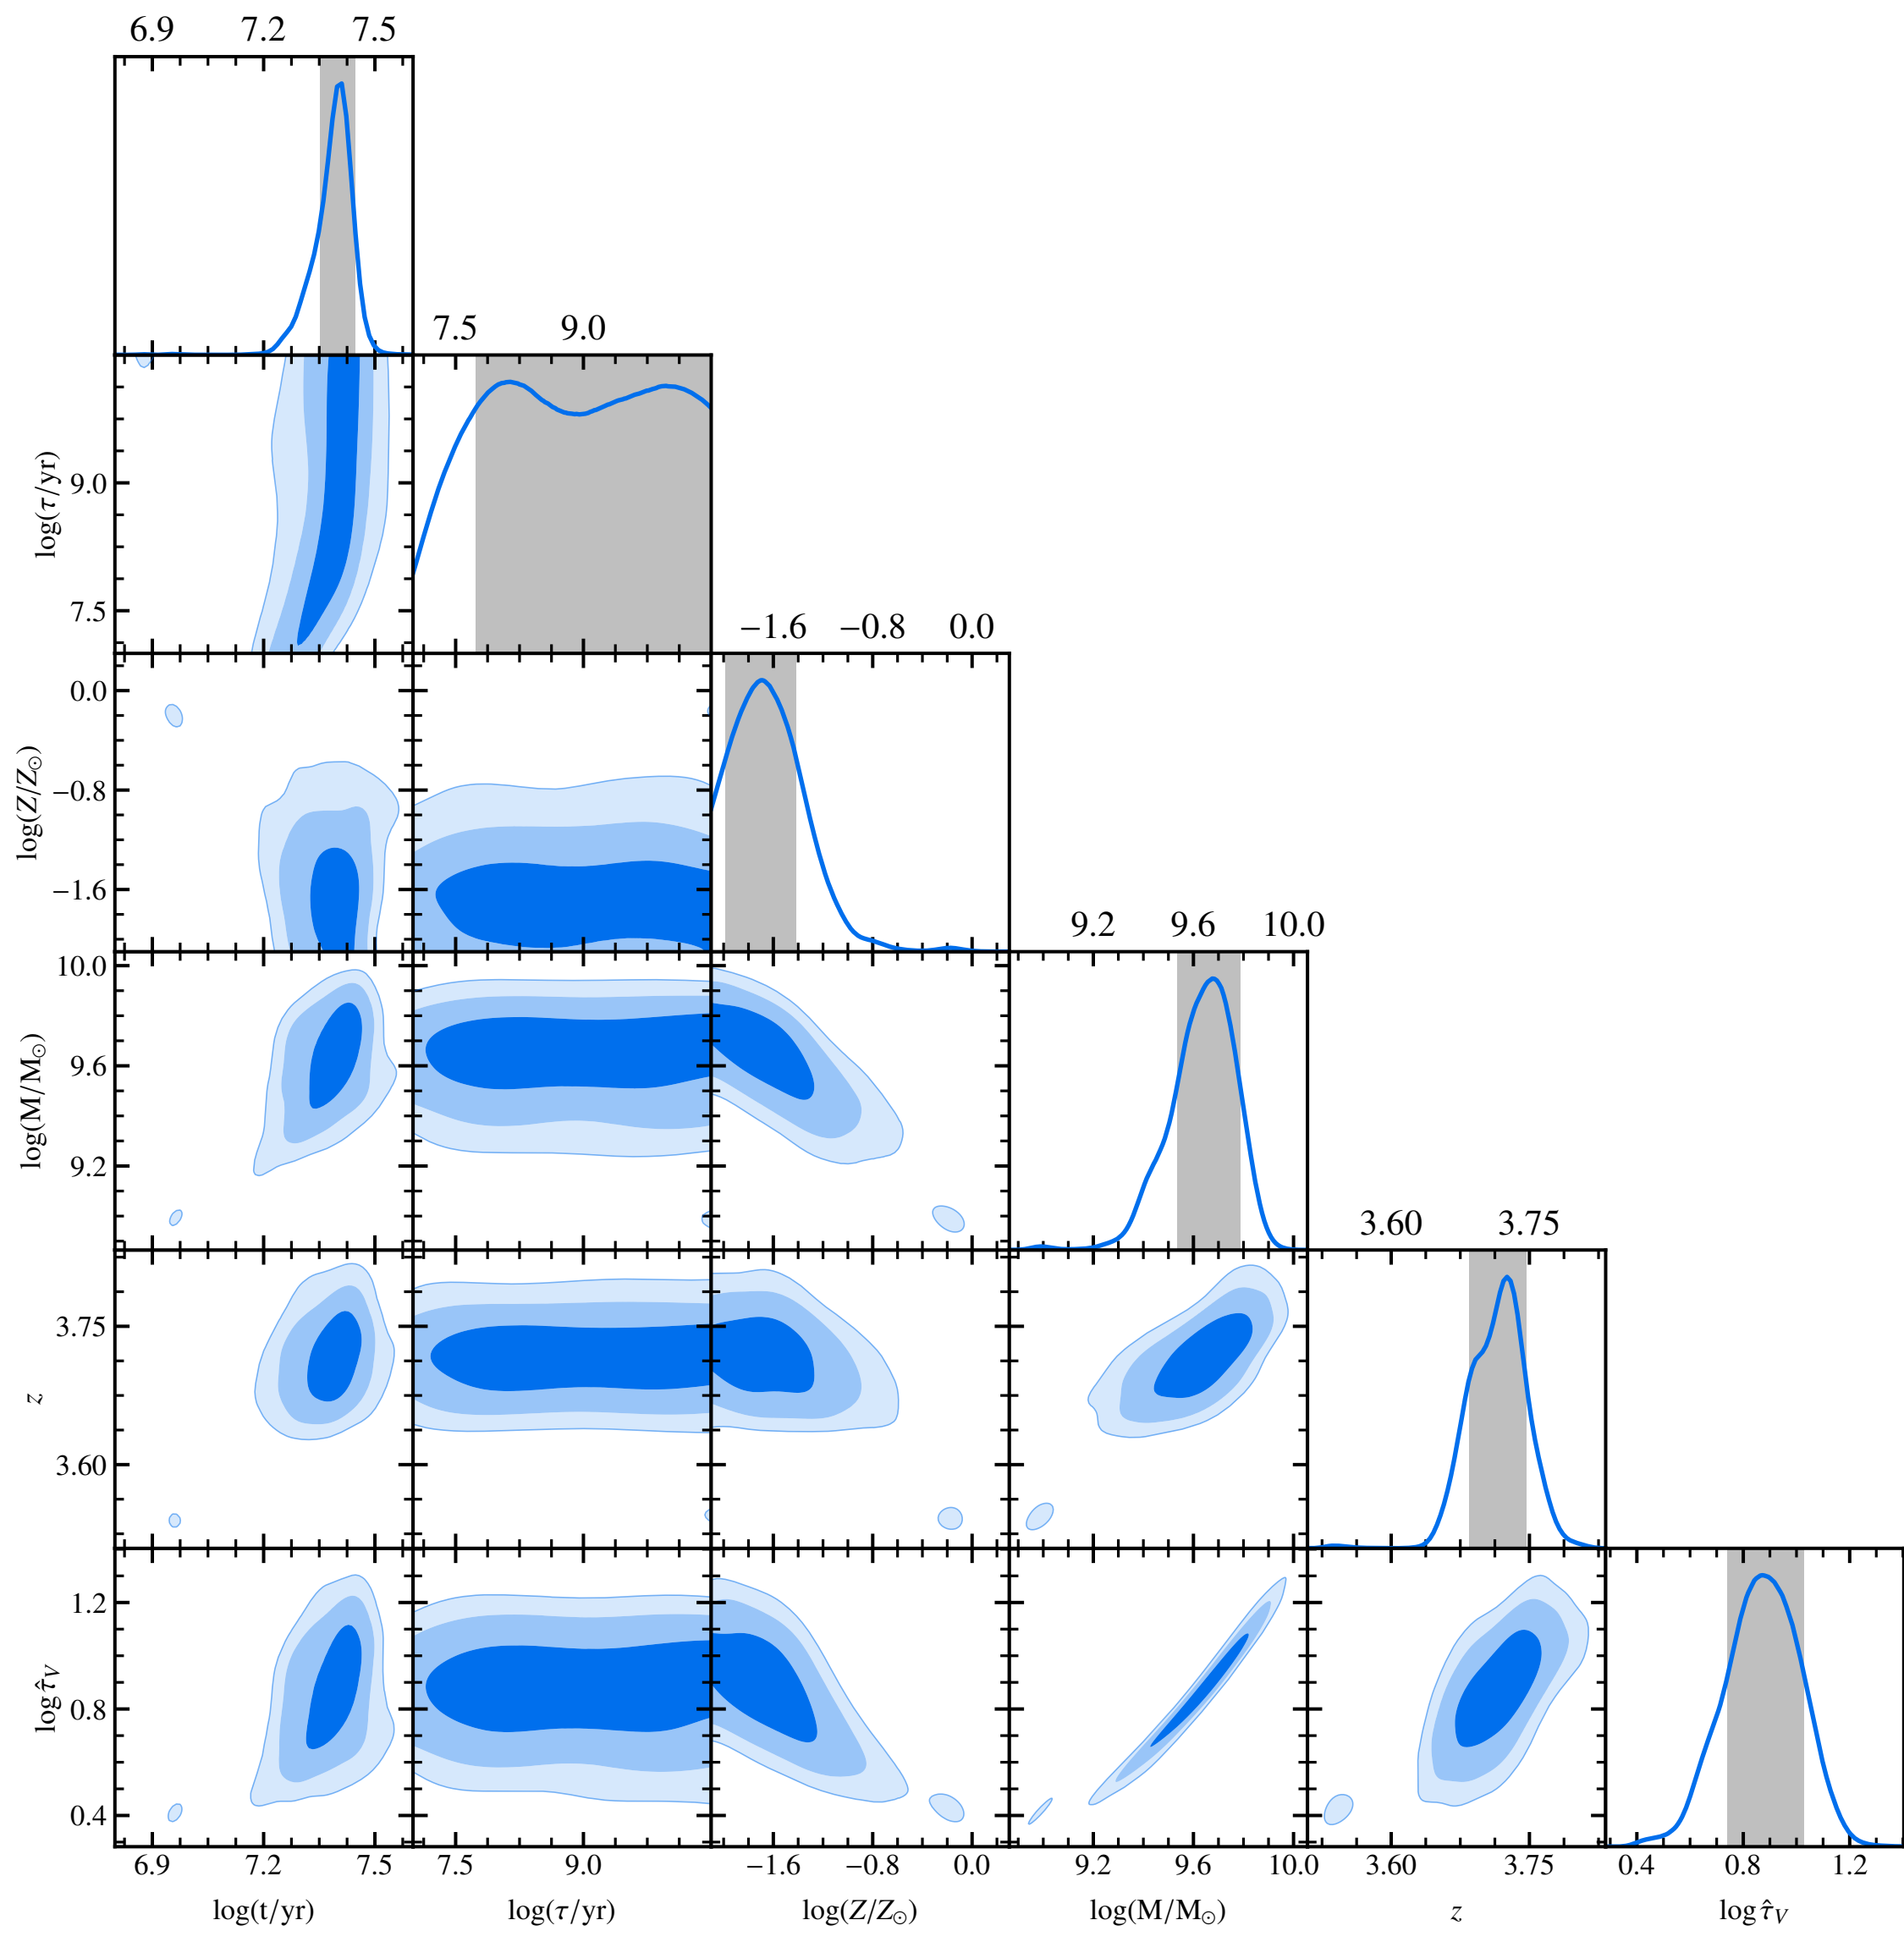 6.9 7.2 7.5
7.5 9.0
log(τ/yr)
9.0
7.5
−1.6 −0.8 0.0
log(Z/Z⊙)
0.0
−0.8
−1.6
9.2 9.6 10.0
log(M/M⊙)
10.0
9.6
9.2
3.60 3.75
z
3.75
3.60
log τ̂V
1.2
0.8
0.4
6.9 7.2 7.5 7.5 9.0 −1.6 −0.8 0.0 9.2 9.6 10.0 3.60 3.75 0.4 0.8 1.2
log(t/yr) log(τ/yr) log(Z/Z⊙) log(M/M⊙) z log τ̂V